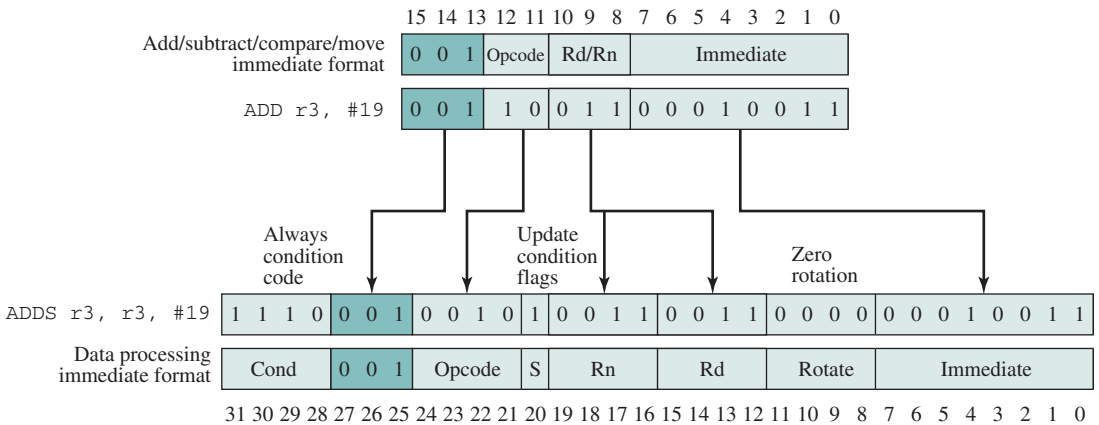 15 14 13 12 11 10 9 8 7 6 5 4 3 2 1 0
Add/subtract/compare/move
immediate format
0 0 1 Opcode Rd/Rn Immediate
ADD r3, #19
0 0 1 1 0 0 1 1 0 0 0 1 0 0 1 1
Always
condition
code
Update
condition
flags
Zero
rotation
ADDS r3, r3, #19
1 1 1 0 0 0 1 0 0 1 0 1 0 0 1 1 0 0 1 1 0 0 0 0 0 0 0 1 0 0 1 1
Data processing
immediate format
Cond 0 0 1 Opcode S Rn Rd Rotate Immediate
31 30 29 28 27 26 25 24 23 22 21 20 19 18 17 16 15 14 13 12 11 10 9 8 7 6 5 4 3 2 1 0